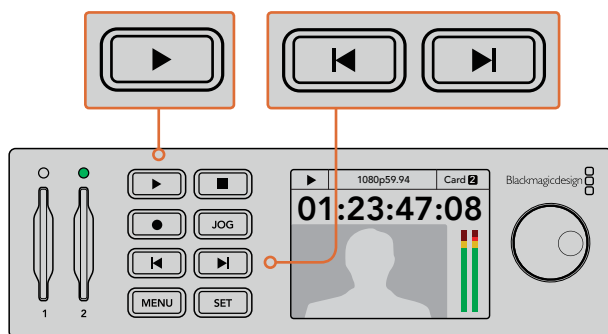 1080p59.94 Card 2
Blackmagicdesign
01:23:47:08
JOG
MENU SET
1 2